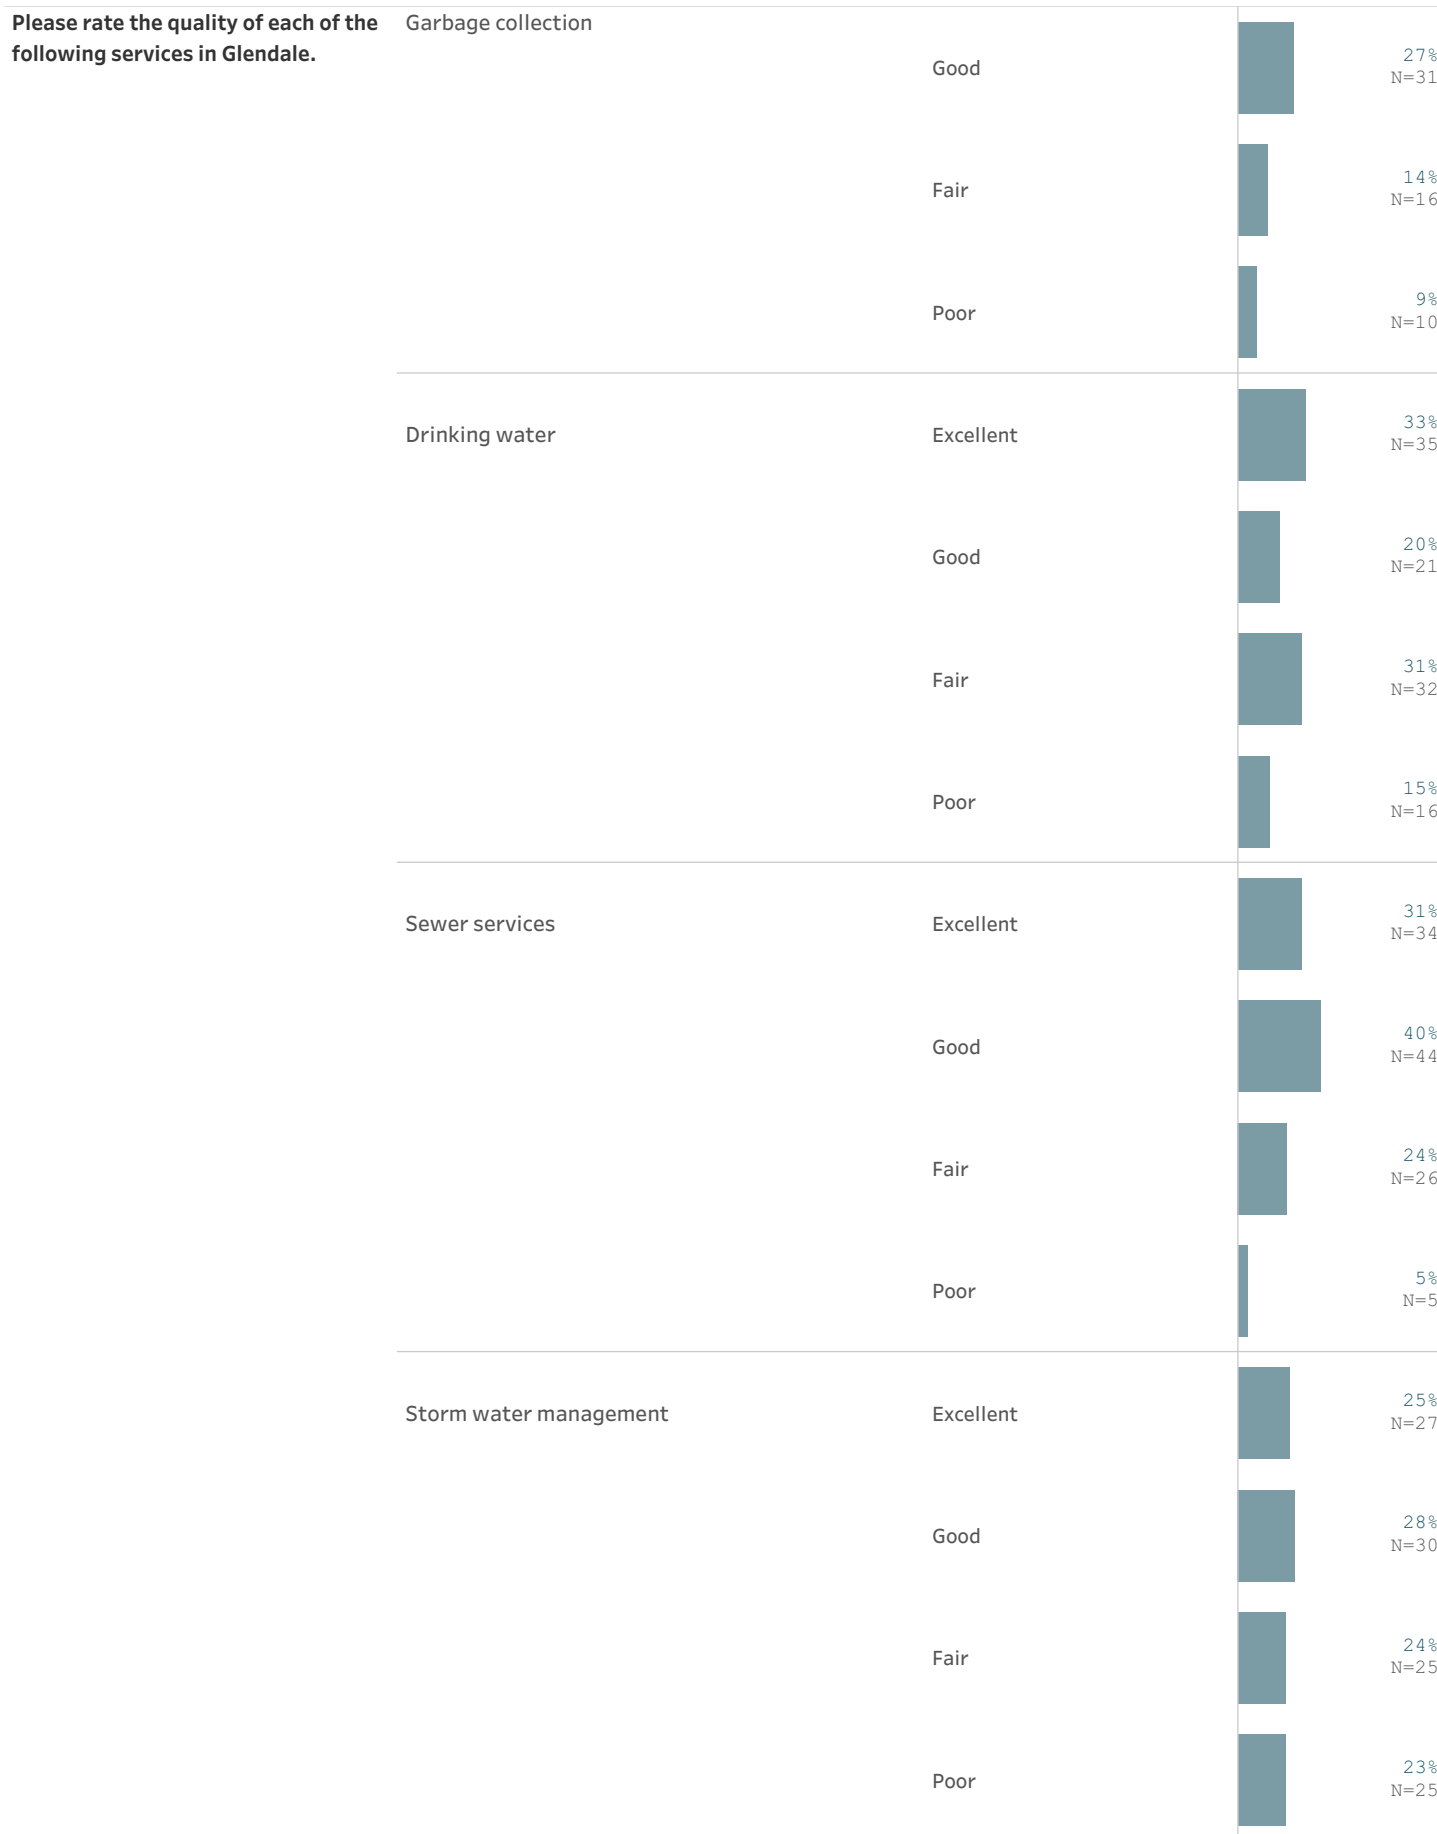 Please rate the quality of each of the
following services in Glendale.
Garbage collection
Good
27%
N=31
Fair
14%
N=16
Poor
9%
N=10
Drinking water
Excellent
33%
N=35
Good
20%
N=21
Fair
31%
N=32
Poor
15%
N=16
Sewer services
Excellent
31%
N=34
Good
40%
N=44
Fair
24%
N=26
Poor
5%
N=5
Storm water management
Excellent
25%
N=27
Good
28%
N=30
Fair
24%
N=25
Poor
23%
N=25